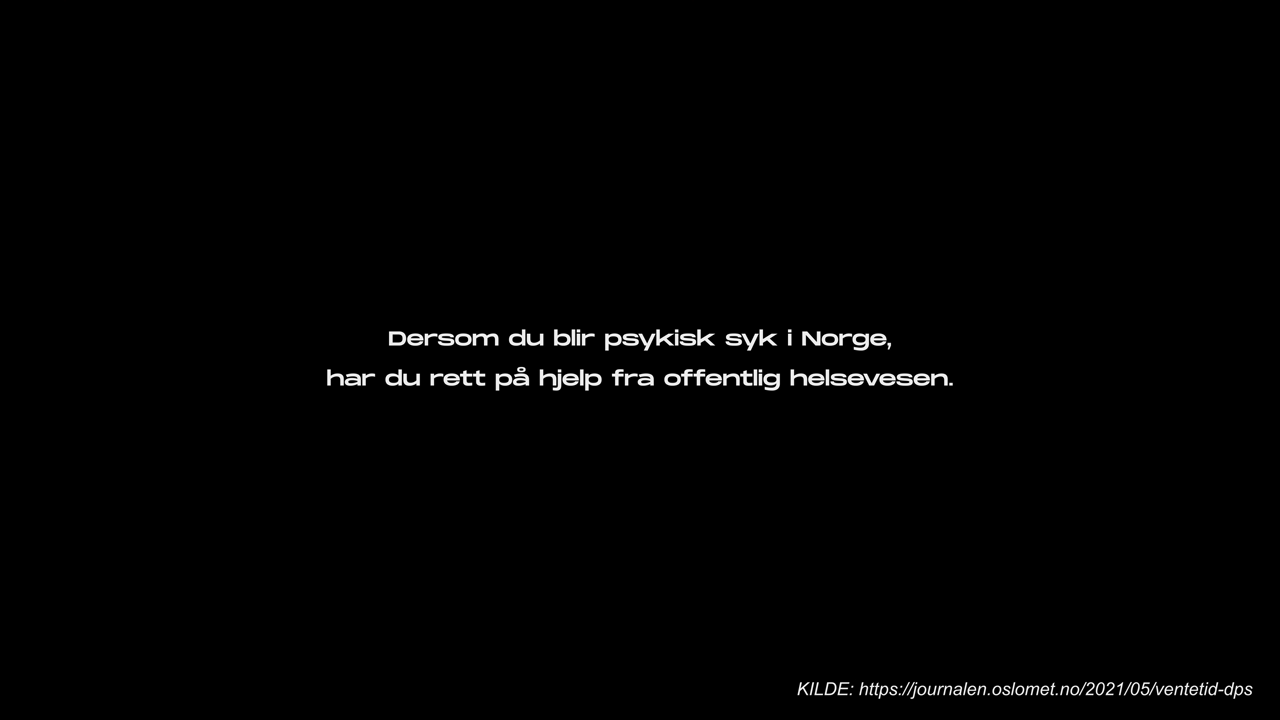 Dersom du blir psykisk syk i Norge,
har du rett på hjelp fra offentlig helsevesen.
KILDE: https://journalen.oslomet.no/2021/05/ventetid-dps